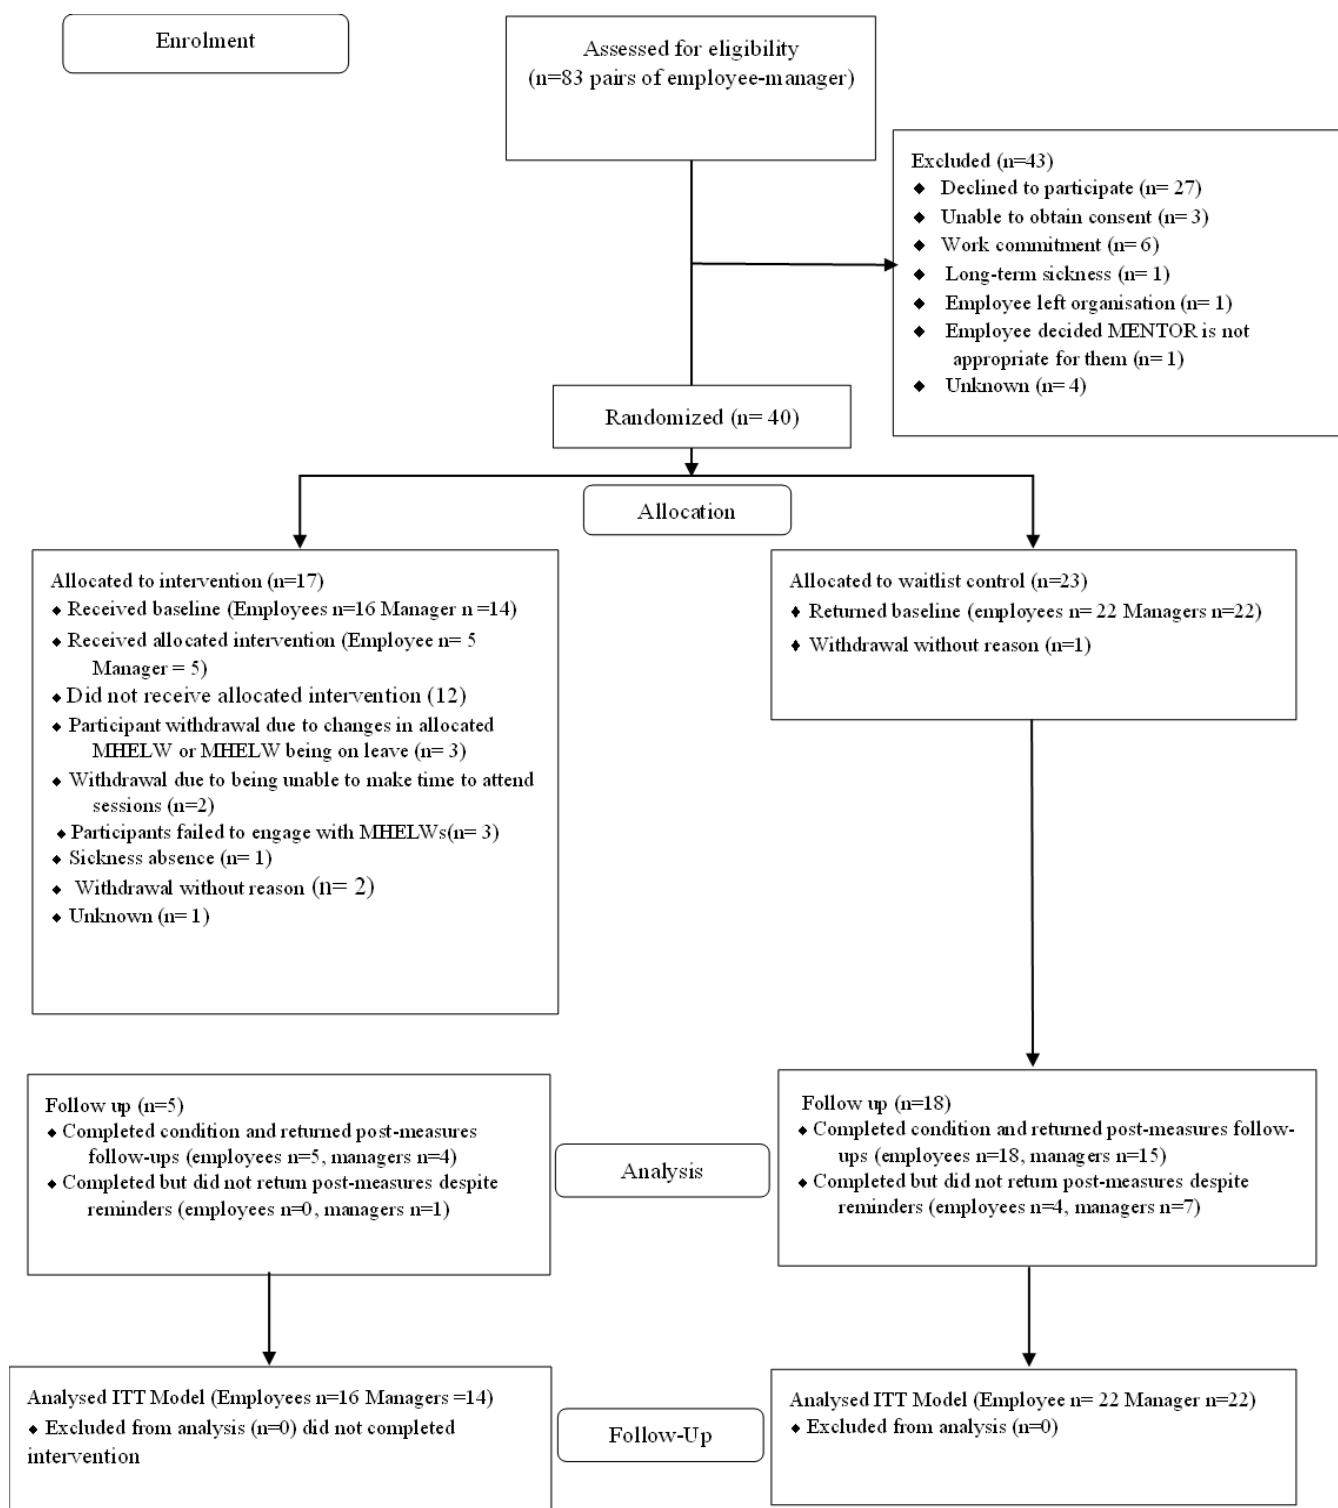 Enrolment
Assessed for eligibility
(n=83 pairs of employee-manager)
Excluded (n=43)
◆ Declined to participate (n= 27)
◆ Unable to obtain consent (n= 3)
◆ Work commitment (n= 6)
◆ Long-term sickness (n= 1)
◆ Employee left organisation (n= 1)
◆ Employee decided MENTOR is not
appropriate for them (n= 1)
◆ Unknown (n= 4)
Randomized (n= 40)
Allocation
Allocated to intervention (n=17)
◆ Received baseline (Employees n=16 Manager n =14)
◆ Received allocated intervention (Employee n= 5
Manager = 5)
◆ Did not receive allocated intervention (12)
◆ Participant withdrawal due to changes in allocated
MHELW or MHELW being on leave (n= 3)
◆ Withdrawal due to being unable to make time to attend
sessions (n=2)
◆ Participants failed to engage with MHELWs(n= 3)
◆ Sickness absence (n= 1)
◆ Withdrawal without reason (n= 2)
◆ Unknown (n= 1)
Allocated to waitlist control (n=23)
◆ Returned baseline (employees n= 22 Managers n=22)
◆ Withdrawal without reason (n=1)
Follow up (n=5)
◆ Completed condition and returned post-measures
follow-ups (employees n=5, managers n=4)
◆ Completed but did not return post-measures despite
reminders (employees n=0, managers n=1)
Analysis
Follow up (n=18)
◆ Completed condition and returned post-measures follow-
ups (employees n=18, managers n=15)
◆ Completed but did not return post-measures despite
reminders (employees n=4, managers n=7)
Analysed ITT Model (Employees n=16 Managers =14)
◆ Excluded from analysis (n=0) did not completed
intervention
Follow-Up
Analysed ITT Model (Employee n= 22 Manager n=22)
◆ Excluded from analysis (n=0)